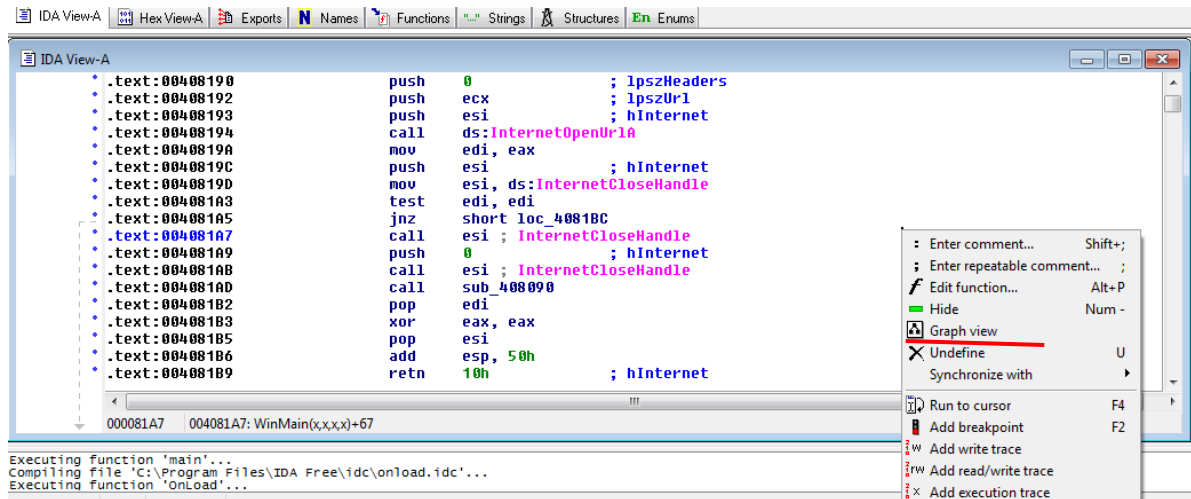 IDA View-A Hex View-A Exports N Names Functions "..." Strings Structures En Enums
IDA View-A
.text:00408190 push 0 ; lpszHeaders
.text:00408192 push ecx ; lpszUrl
.text:00408193 push esi ; hInternet
.text:00408194 call ds:InternetOpenUrlA
.text:0040819A mov edi, eax
.text:0040819C push esi ; hInternet
.text:0040819D mov esi, ds:InternetCloseHandle
.text:004081A3 test edi, edi
.text:004081A5 jnz short loc_4081BC
.text:004081A7 call esi ; InternetCloseHandle
.text:004081A9 push 0 ; hInternet
.text:004081AB call esi ; InternetCloseHandle
.text:004081AD call sub_408090
.text:004081B2 pop edi
.text:004081B3 xor eax, eax
.text:004081B5 pop esi
.text:004081B6 add esp, 50h
.text:004081B9 retn 10h ; hInternet
000081A7 004081A7: WinMain(x,x,x,x)+67
: Enter comment... Shift+;
; Enter repeatable comment... ;
f Edit function... Alt+P
Hide Num -
Graph view
Undefine U
Synchronize with
Run to cursor F4
Add breakpoint F2
w Add write trace
rw Add read/write trace
x Add execution trace
Executing function 'main'...
Compiling file 'C:\Program Files\IDA Free\idc\onload.idc'...
Executing function 'OnLoad'...